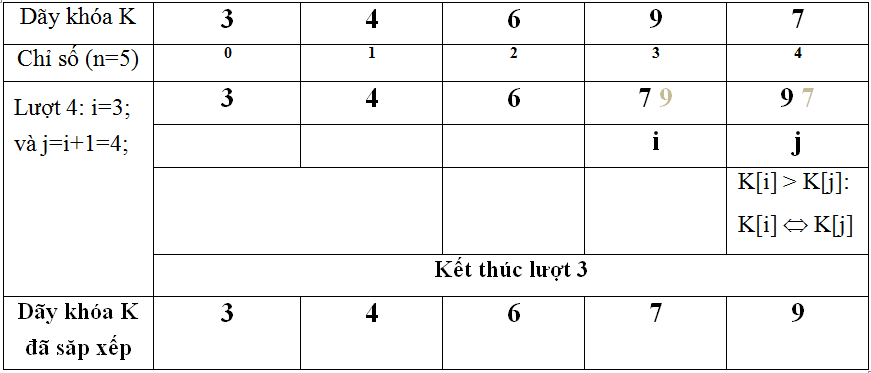 Dãy khóa K 3 4 6 9 7
Chỉ số (n=5) 0 1 2 3 4
Lượt 4: i=3; 3 4 6 7 9 9 7
và j=i+1=4; i j
K[i] > K[j]:
K[i] ⇔ K[j]
Kết thúc lượt 3
Dãy khóa K 3 4 6 7 9
đã săp xếp